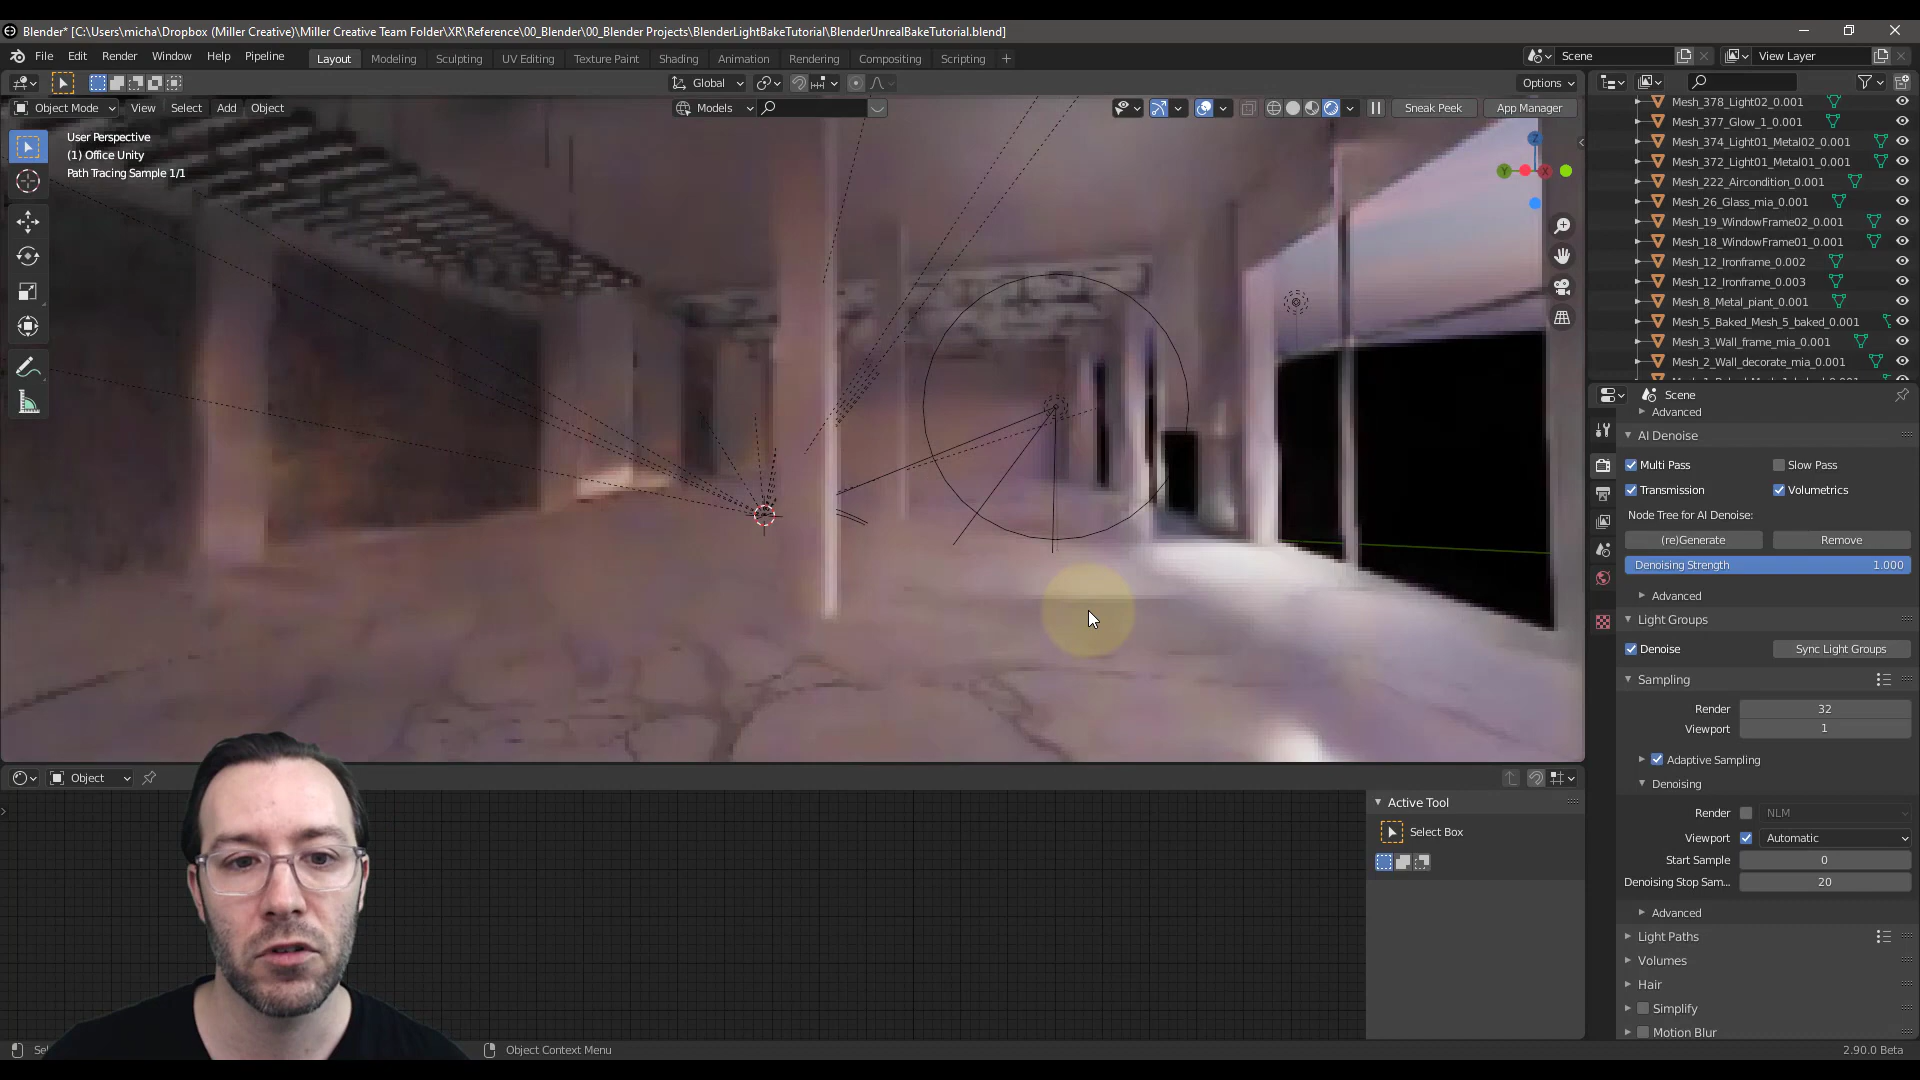 Blender* [C:\Users\micha\Dropbox (Miller Creative)\Miller Creative Team Folder\XR\Reference\00_Blender\00_Blender Projects\BlenderLightBakeTutorial\BlenderUnrealBakeTutorial.blend]
File Edit Render Window Help Pipeline Layout Modeling Sculpting UV Editing Texture Paint Shading Animation Rendering Compositing Scripting + Scene View Layer
Global Options
Object Mode View Select Add Object Models Sneak Peek App Manager
User Perspective
(1) Office Unity
Path Tracing Sample 1/1
Z
Y X
Mesh_378_Light02_0.001
Mesh_377_Glow_1_0.001
Mesh_374_Light01_Metal02_0.001
Mesh_372_Light01_Metal01_0.001
Mesh_222_Aircondition_0.001
Mesh_26_Glass_mia_0.001
Mesh_19_WindowFrame02_0.001
Mesh_18_WindowFrame01_0.001
Mesh_12_Ironframe_0.002
Mesh_12_Ironframe_0.003
Mesh_8_Metal_piant_0.001
Mesh_5_Baked_Mesh_5_baked_0.001
Mesh_3_Wall_frame_mia_0.001
Mesh_2_Wall_decorate_mia_0.001
Scene
Advanced
AI Denoise
Multi Pass Slow Pass
Transmission Volumetrics
Node Tree for AI Denoise:
(re)Generate Remove
Denoising Strength 1.000
Advanced
Light Groups
Denoise Sync Light Groups
Sampling
Render 32
Viewport 1
Adaptive Sampling
Denoising
Render NLM
Viewport Automatic
Start Sample 0
Denoising Stop Sam... 20
Advanced
Light Paths
Volumes
Hair
Simplify
Motion Blur
Object
Active Tool
Select Box
Object Context Menu
2.90.0 Beta